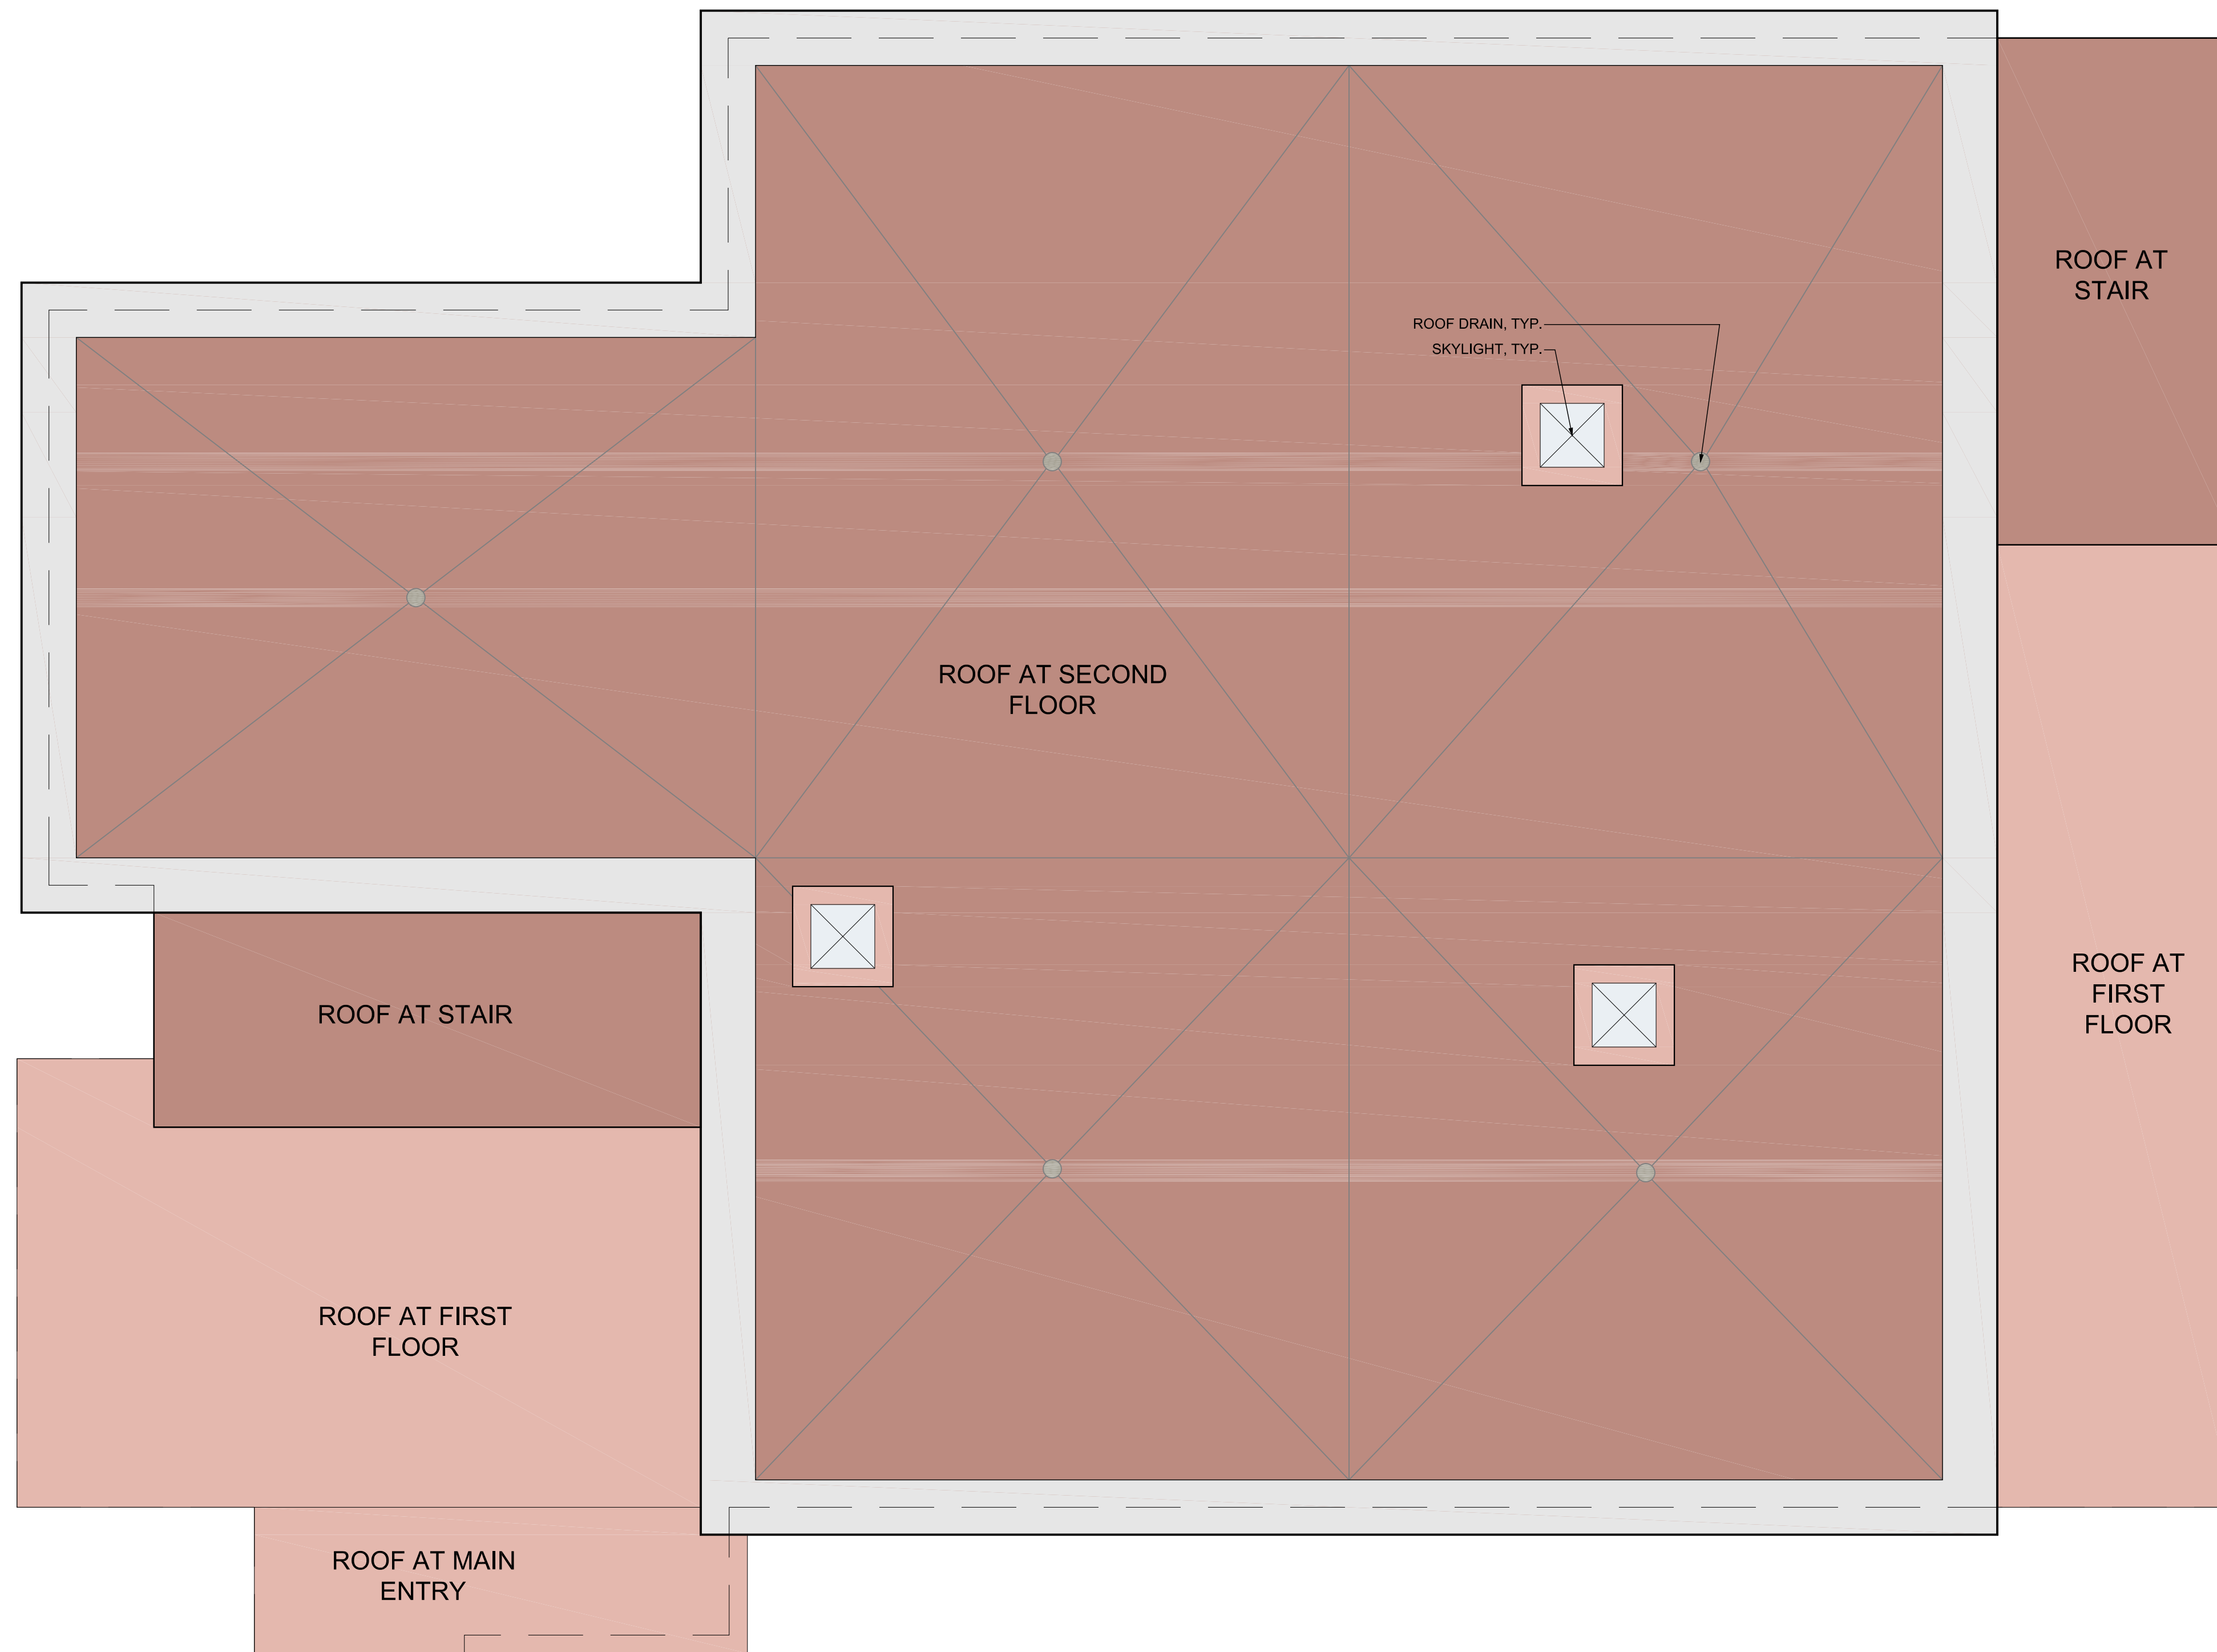 ROOF AT
STAIR
ROOF DRAIN, TYP.
SKYLIGHT, TYP.
ROOF AT SECOND
FLOOR
ROOF AT
FIRST
FLOOR
ROOF AT STAIR
ROOF AT FIRST
FLOOR
ROOF AT MAIN
ENTRY